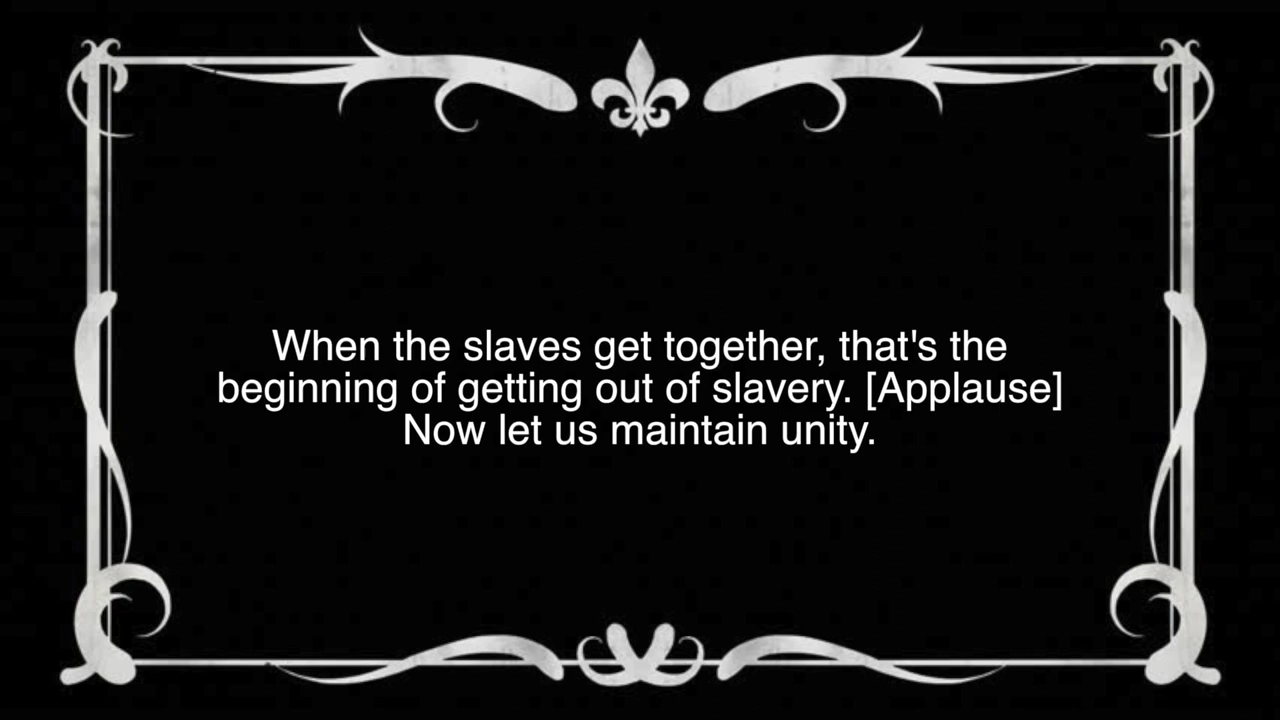 When the slaves get together, that's the
beginning of getting out of slavery. [Applause]
Now let us maintain unity.